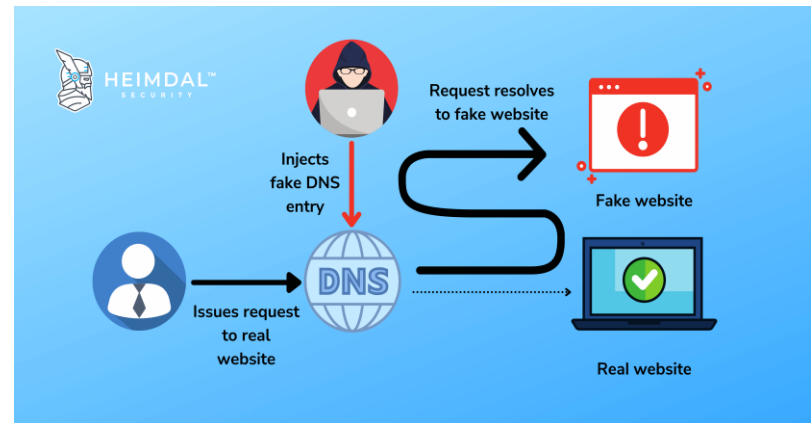 HEIMDAL™
SECURITY
Request resolves
to fake website
Injects
fake DNS
entry
Fake website
DNS
Issues request
to real
website
Real website